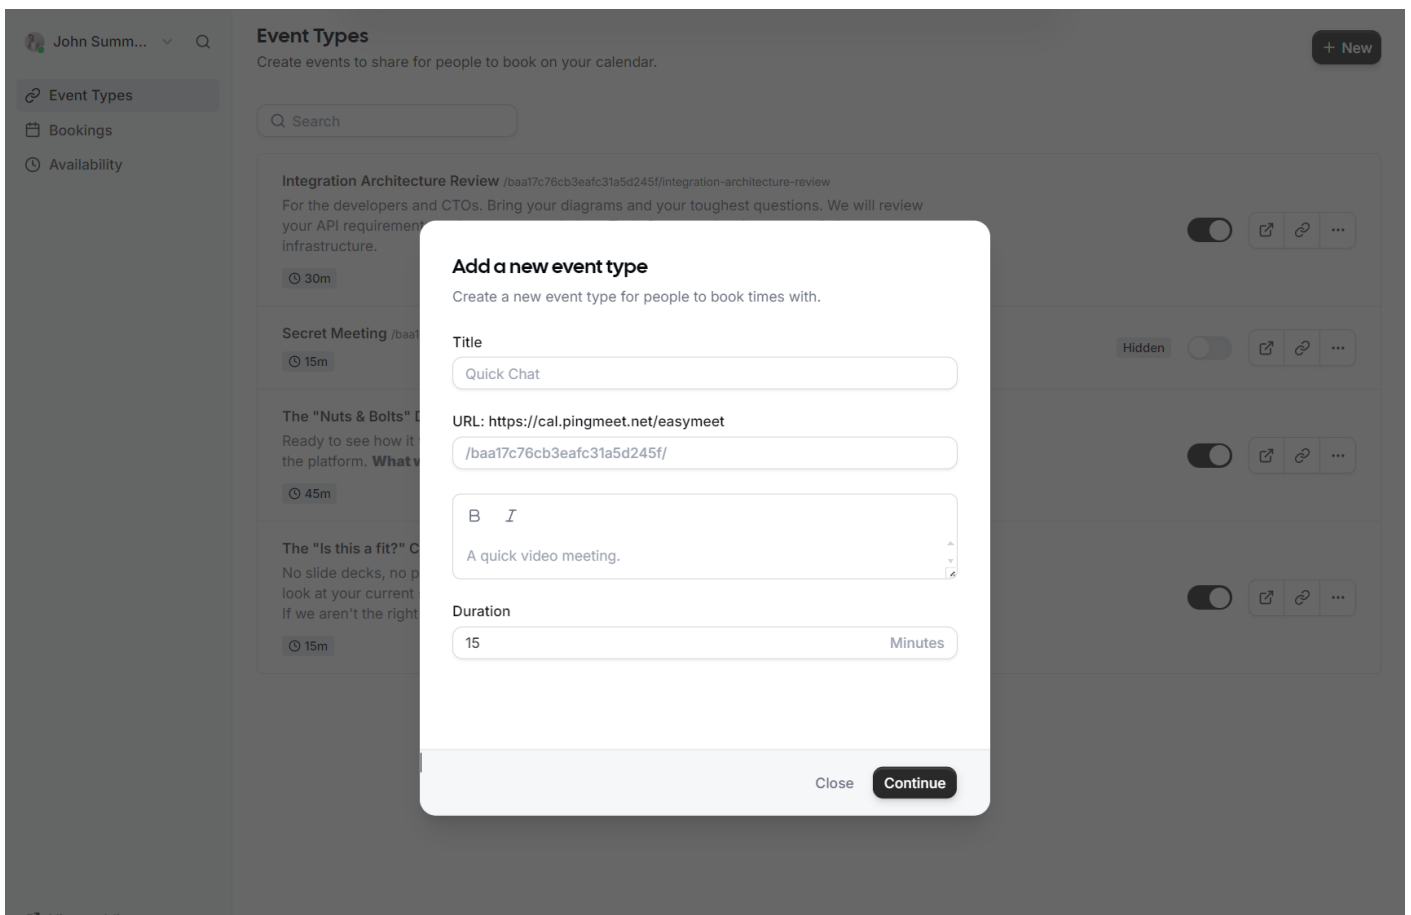 John Summ...
Event Types
Bookings
Availability
Event Types
Create events to share for people to book on your calendar.
+ New
Search
Integration Architecture Review /baa17c76cb3eafc31a5d245f/integration-architecture-review
For the developers and CTOs. Bring your diagrams and your toughest questions. We will review
your API requirement
infrastructure.
30m
Secret Meeting /baa1
15m
Hidden
The "Nuts & Bolts"
Ready to see how it
the platform. What
45m
The "Is this a fit?" C
No slide decks, no p
look at your current
If we aren't the right
15m
Add a new event type
Create a new event type for people to book times with.
Title
Quick Chat
URL: https://cal.pingmeet.net/easymeet
/baa17c76cb3eafc31a5d245f/
B I
A quick video meeting.
Duration
15 Minutes
Close
Continue